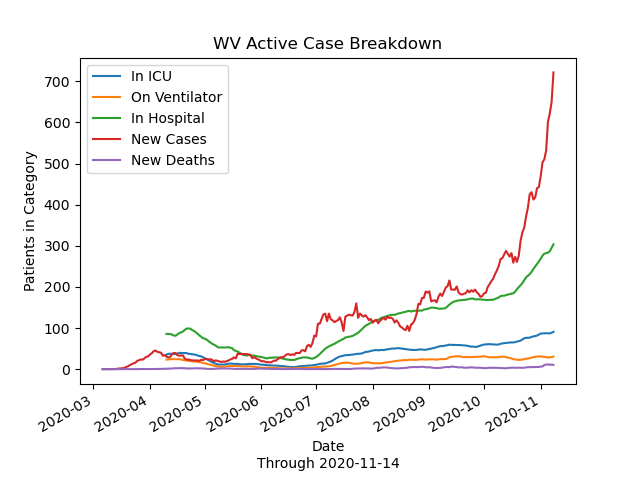 WV Active Case Breakdown
In ICU
On Ventilator
In Hospital
New Cases
New Deaths
Patients in Category
700
600
500
400
300
200
100
0
2020-03
2020-04
2020-05
2020-06
2020-07
2020-08
2020-09
2020-10
2020-11
Date
Through 2020-11-14